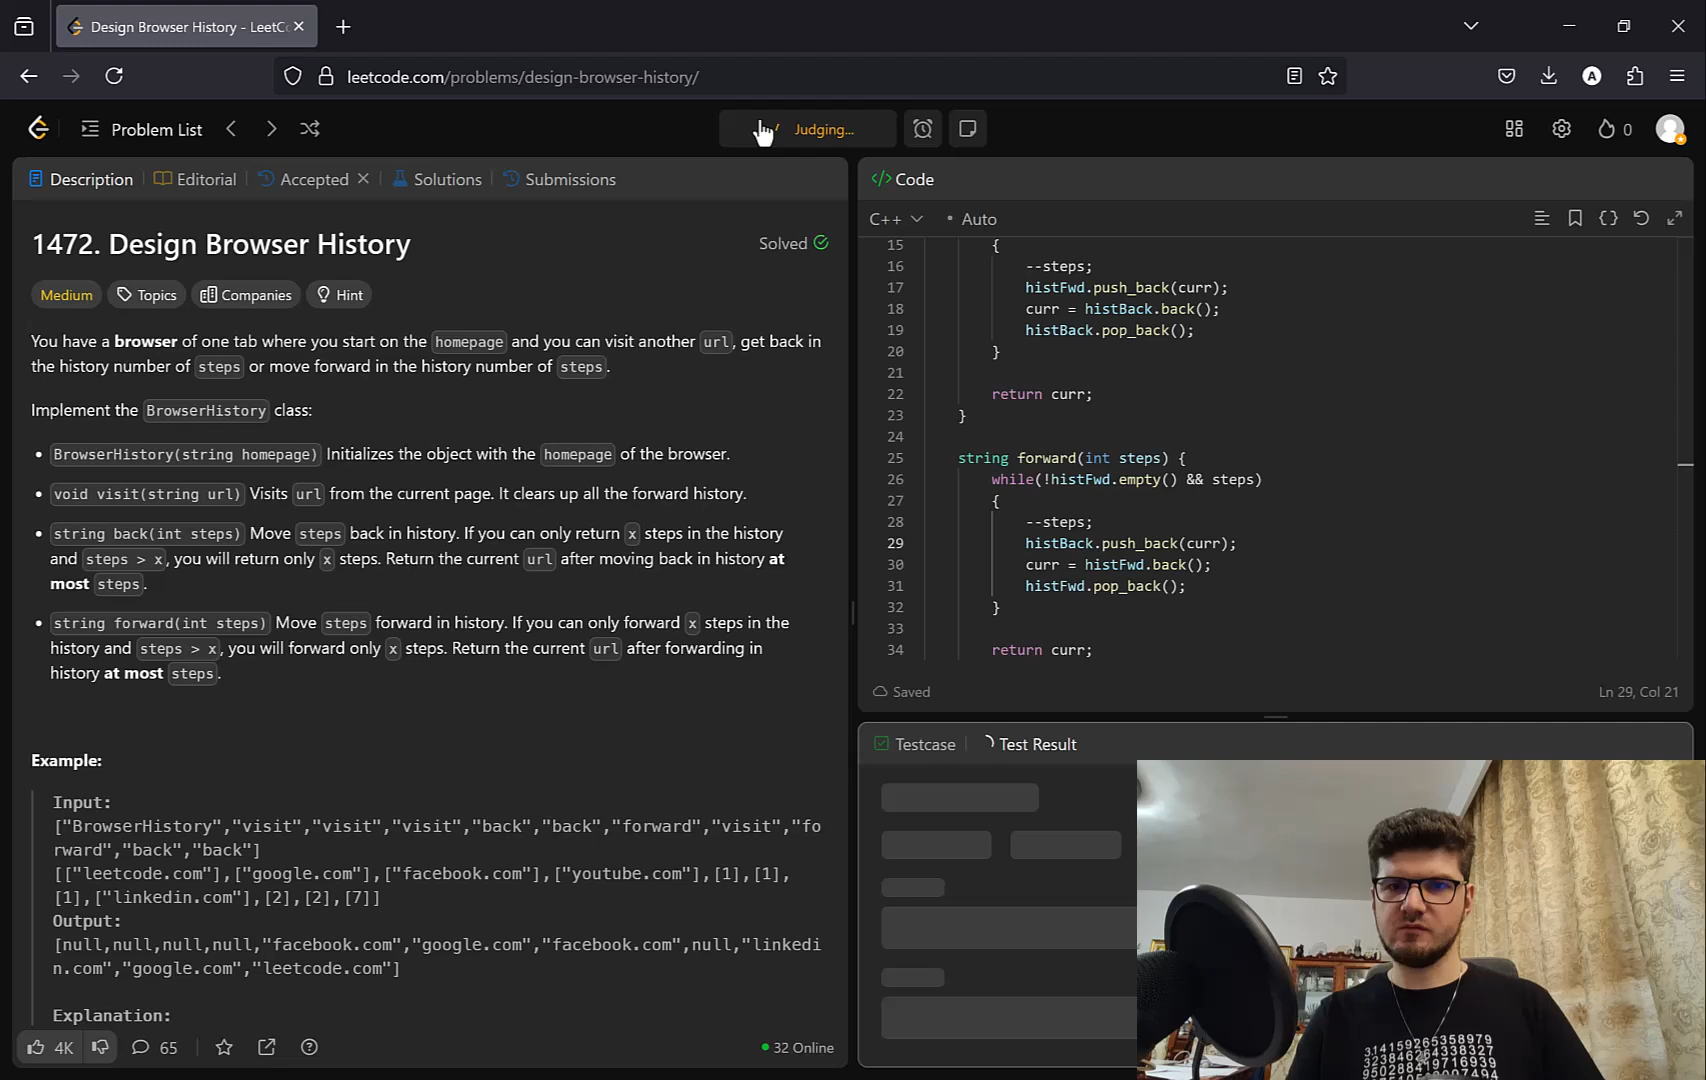 Design Browser History - LeetC
leetcode.com/problems/design-browser-history/
A
Problem List
Judging...
0
Description
Editorial
Accepted
Solutions
Submissions
1472. Design Browser History
Solved
Medium
Topics
Companies
Hint
You have a browser of one tab where you start on the homepage and you can visit another url, get back in
the history number of steps or move forward in the history number of steps.
Implement the BrowserHistory class:
• BrowserHistory(string homepage) Initializes the object with the homepage of the browser.
• void visit(string url) Visits url from the current page. It clears up all the forward history.
• string back(int steps) Move steps back in history. If you can only return x steps in the history
and steps > x, you will return only x steps. Return the current url after moving back in history at
most steps.
• string forward(int steps) Move steps forward in history. If you can only forward x steps in the
history and steps > x, you will forward only x steps. Return the current url after forwarding in
history at most steps.
Example:
Input:
["BrowserHistory","visit","visit","visit","back","back","forward","visit","fo
rward","back","back"]
[["leetcode.com"],["google.com"],["facebook.com"],["youtube.com"],[1],[1],
[1],["linkedin.com"],[2],[2],[7]]
Output:
[null,null,null,null,"facebook.com","google.com","facebook.com",null,"linkedi
n.com","google.com","leetcode.com"]
Explanation:
4K
65
32 Online
</> Code
C++
• Auto
15 {
16 --steps;
17 histFwd.push_back(curr);
18 curr = histBack.back();
19 histBack.pop_back();
20 }
21
22 return curr;
23 }
24
25 string forward(int steps) {
26 while(!histFwd.empty() && steps)
27 {
28 --steps;
29 histBack.push_back(curr);
30 curr = histFwd.back();
31 histFwd.pop_back();
32 }
33
34 return curr;
Saved
Ln 29, Col 21
Testcase
Test Result